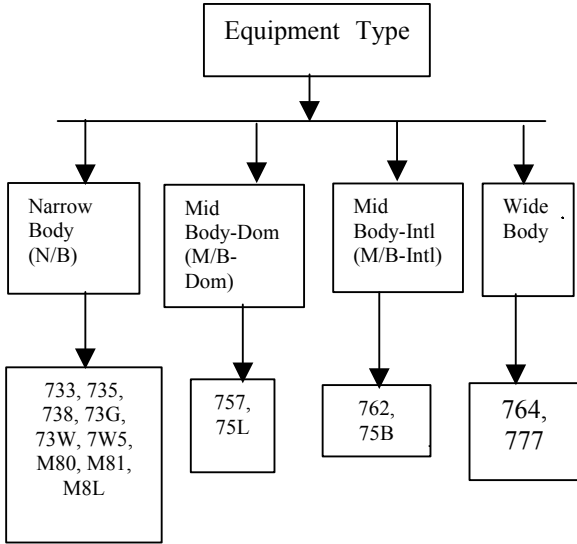 Equipment Type
Narrow
Body
(N/B)
Mid
Body-Dom
(M/B-
Dom)
Mid
Body-Intl
(M/B-Intl)
Wide
Body
733, 735,
738, 73G,
73W, 7W5,
M80, M81,
M8L
757,
75L
762,
75B
764,
777